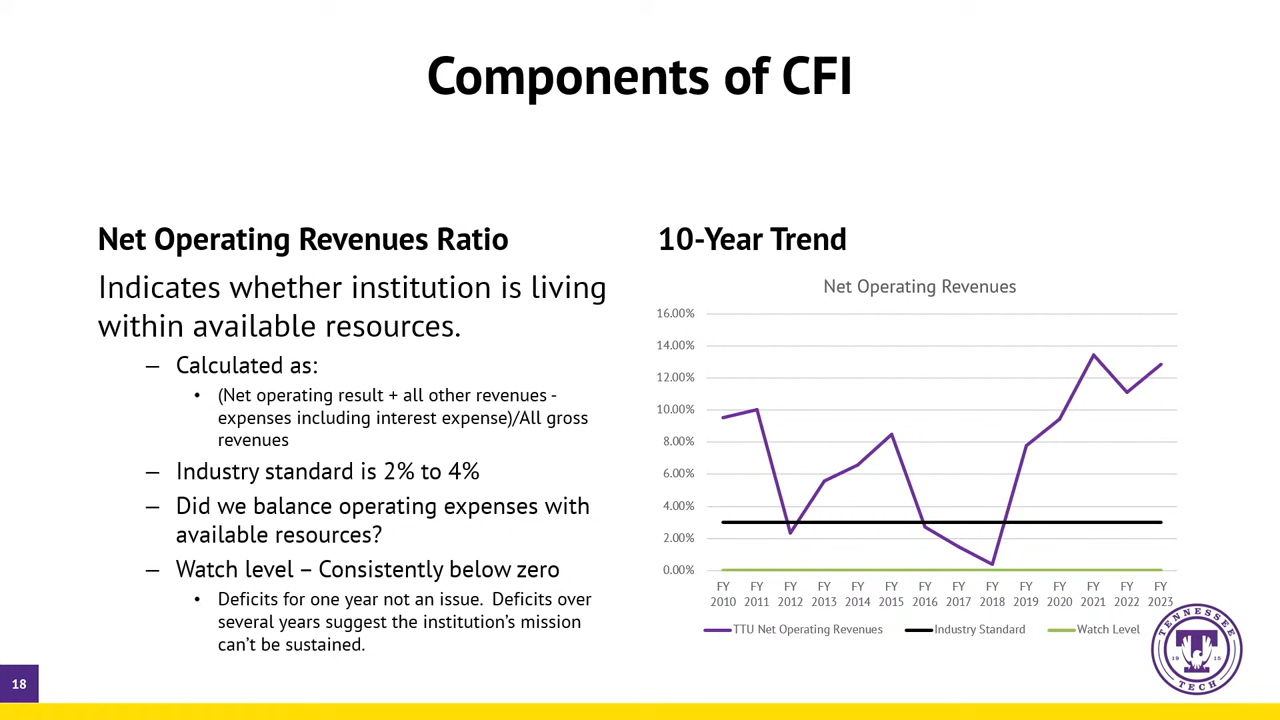 Components of CFI
Net Operating Revenues Ratio
Indicates whether institution is living
within available resources.
– Calculated as:
• (Net operating result + all other revenues -
expenses including interest expense)/All gross
revenues
– Industry standard is 2% to 4%
– Did we balance operating expenses with
available resources?
– Watch level – Consistently below zero
• Deficits for one year not an issue.  Deficits over
several years suggest the institution's mission
can't be sustained.
10-Year Trend
Net Operating Revenues
16.00%
14.00%
12.00%
10.00%
8.00%
6.00%
4.00%
2.00%
0.00%
FY FY FY FY FY FY FY FY FY FY FY FY FY FY
2010 2011 2012 2013 2014 2015 2016 2017 2018 2019 2020 2021 2022 2023
TTU Net Operating Revenues Industry Standard Watch Level
TENNESSEE
T
19 15
TECH
18